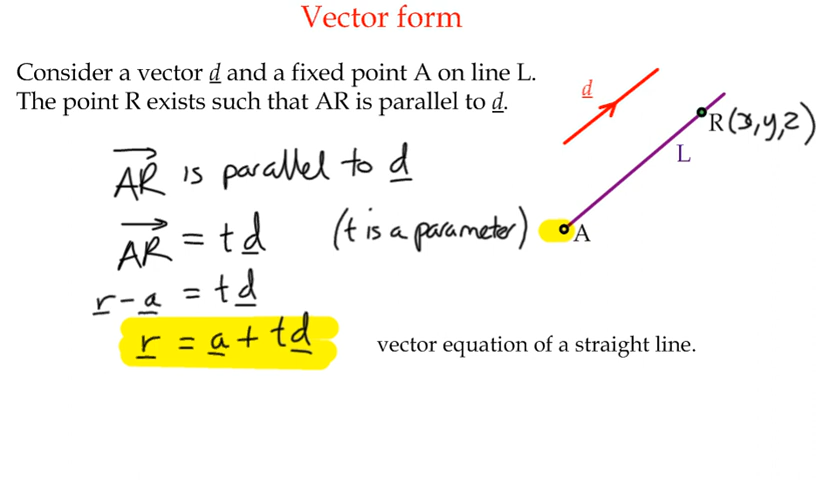 Vector form
Consider a vector d and a fixed point A on line L.
The point R exists such that AR is parallel to d.
d
R(x,y,z)
L
A
AR is parallel to d
AR = td (t is a parameter)
r-a = td
r = a + td
vector equation of a straight line.